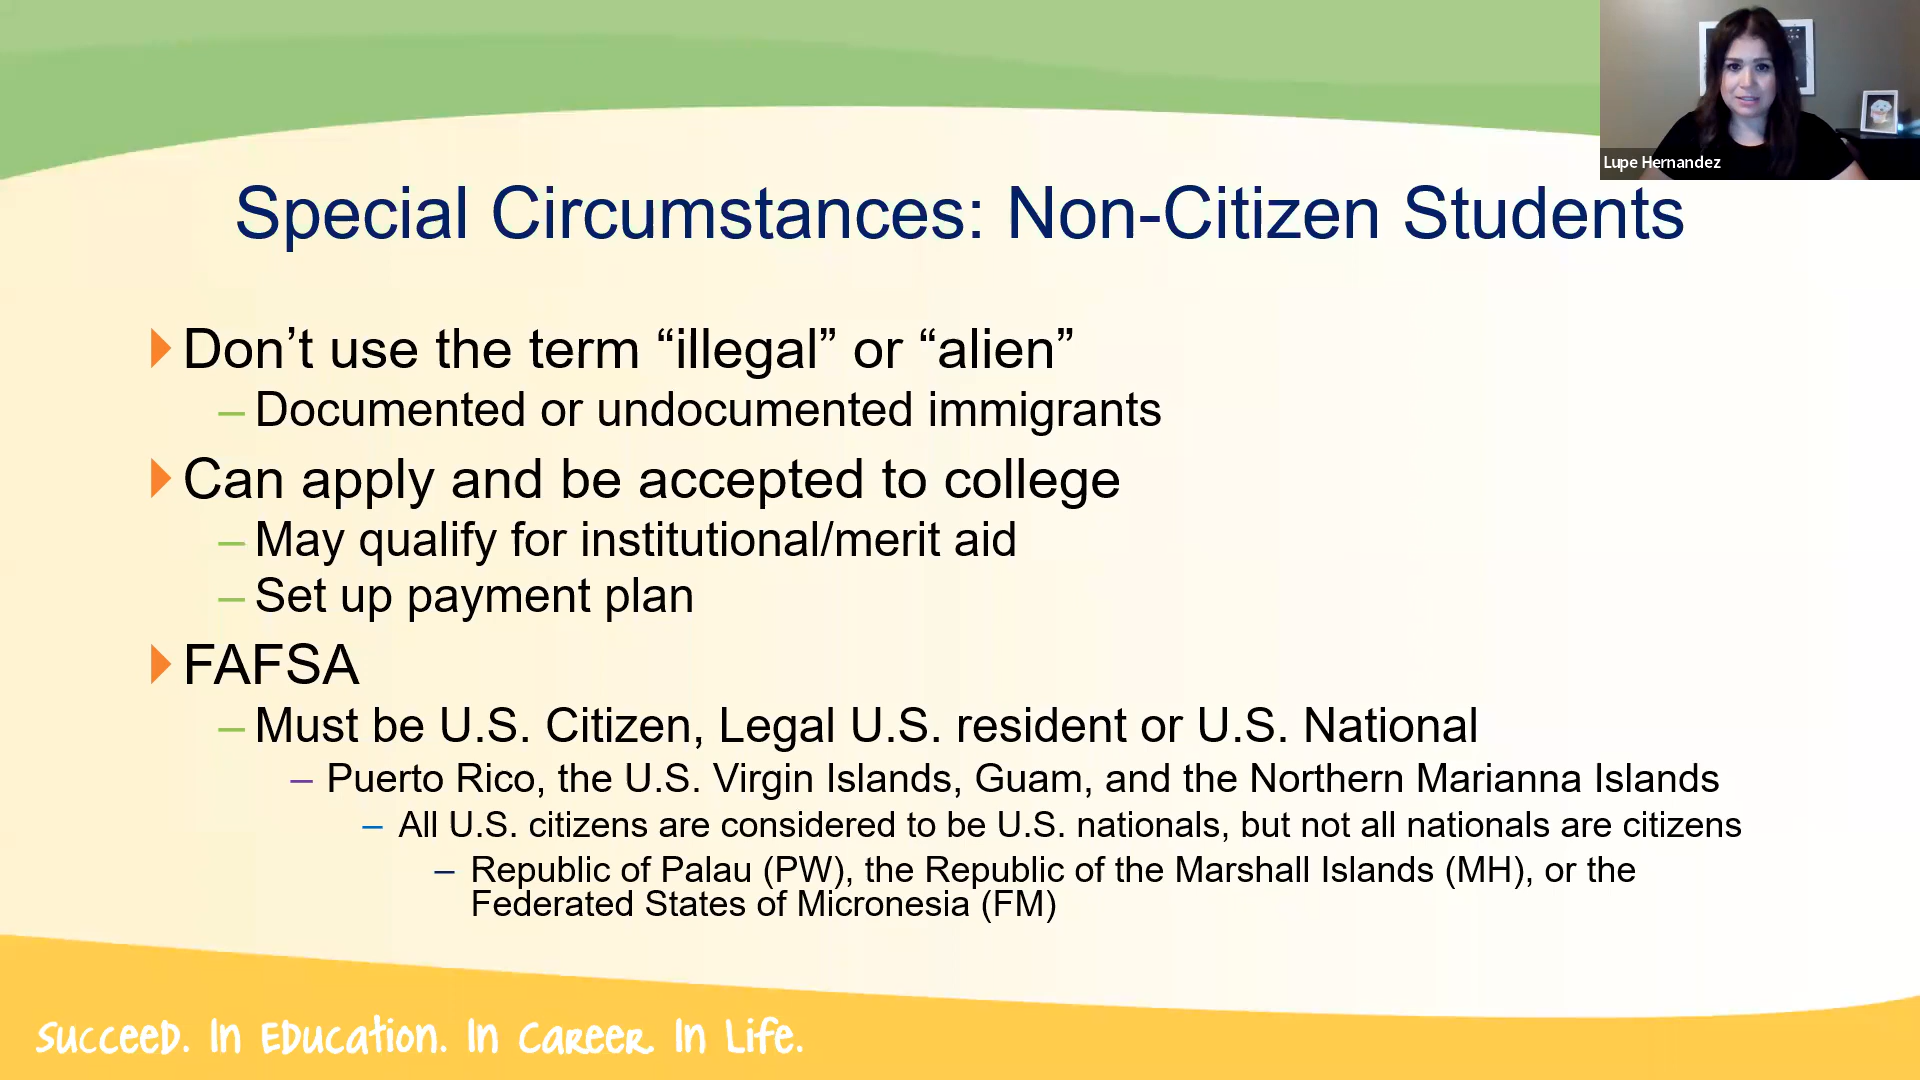 Lupe Hernandez
Special Circumstances: Non-Citizen Students
Don’t use the term “illegal” or “alien”
– Documented or undocumented immigrants
Can apply and be accepted to college
– May qualify for institutional/merit aid
– Set up payment plan
FAFSA
– Must be U.S. Citizen, Legal U.S. resident or U.S. National
– Puerto Rico, the U.S. Virgin Islands, Guam, and the Northern Marianna Islands
– All U.S. citizens are considered to be U.S. nationals, but not all nationals are citizens
– Republic of Palau (PW), the Republic of the Marshall Islands (MH), or the
Federated States of Micronesia (FM)
Succeed. In Education. In Career. In Life.